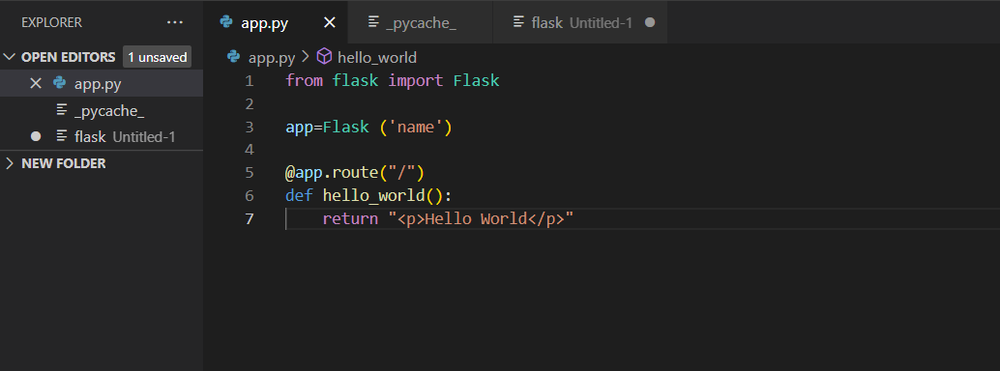 EXPLORER ...
OPEN EDITORS 1 unsaved
app.py
_pycache_
flask Untitled-1
NEW FOLDER
app.py _pycache_ flask Untitled-1
app.py > hello_world
1 from flask import Flask
2
3 app=Flask ('name')
4
5 @app.route("/")
6 def hello_world():
7     return "<p>Hello World</p>"